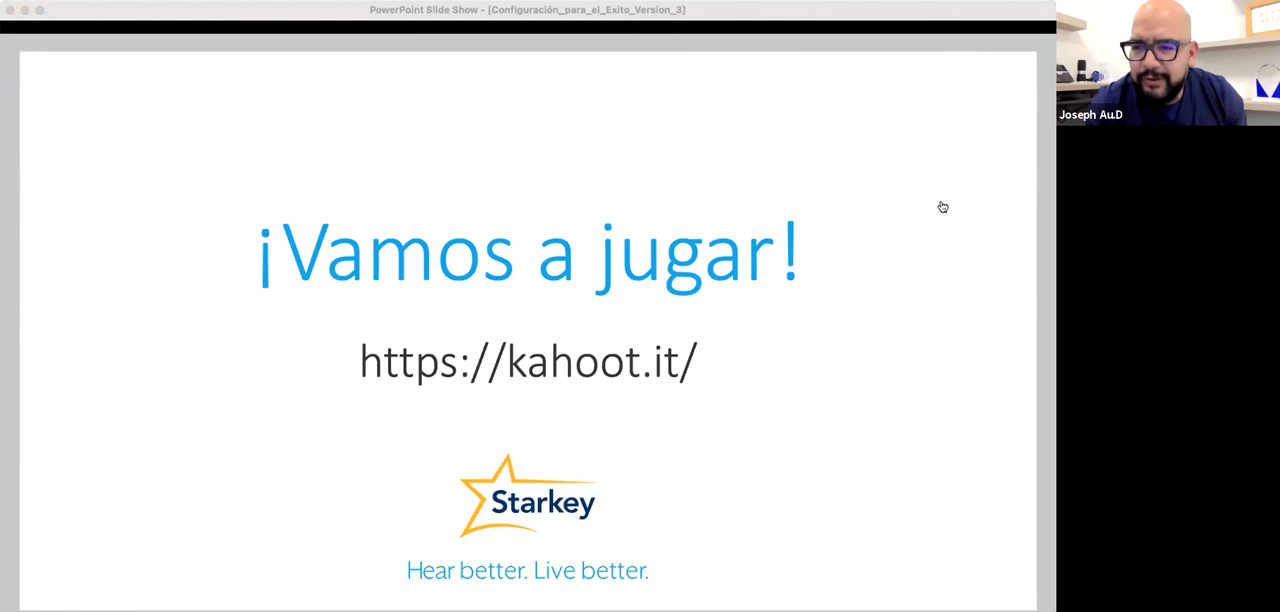 PowerPoint Slide Show - [Configuración_para_el_Exito_Version_3]
Joseph Au.D
¡Vamos a jugar!
https://kahoot.it/
Starkey
Hear better. Live better.